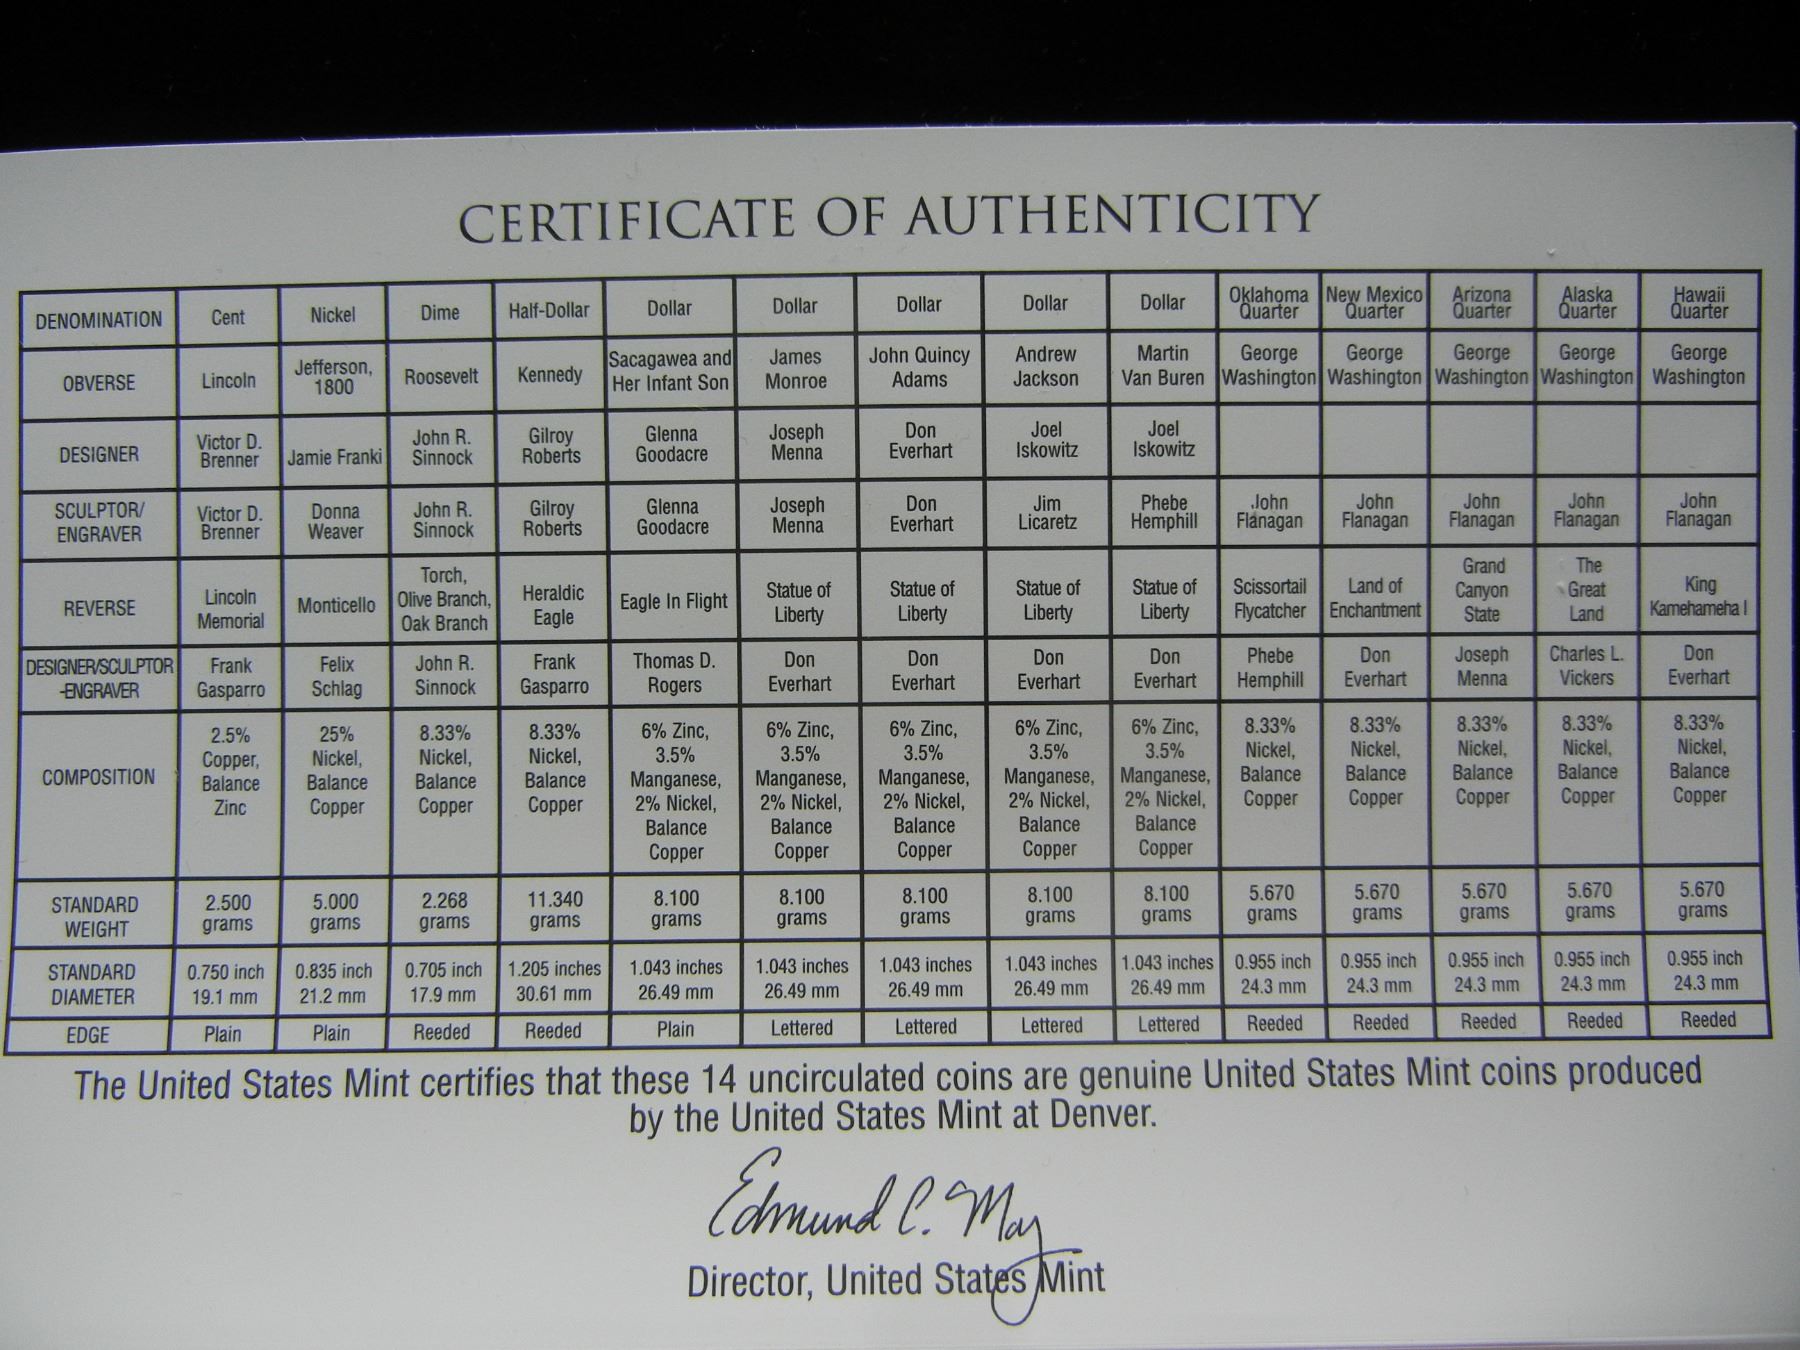 CERTIFICATE OF AUTHENTICITY
DENOMINATION Cent Nickel Dime Half-Dollar Dollar Dollar Dollar Dollar Dollar Oklahoma Quarter New Mexico Quarter Arizona Quarter Alaska Quarter Hawaii Quarter
OBVERSE Lincoln Jefferson, 1800 Roosevelt Kennedy Sacagawea and Her Infant Son James Monroe John Quincy Adams Andrew Jackson Martin Van Buren George Washington George Washington George Washington George Washington George Washington
DESIGNER Victor D. Brenner Jamie Franki John R. Sinnock Gilroy Roberts Glenna Goodacre Joseph Menna Don Everhart Joel Iskowitz Joel Iskowitz
SCULPTOR/ENGRAVER Victor D. Brenner Donna Weaver John R. Sinnock Gilroy Roberts Glenna Goodacre Joseph Menna Don Everhart Jim Licaretz Phebe Hemphill John Flanagan John Flanagan John Flanagan John Flanagan John Flanagan
REVERSE Lincoln Memorial Monticello Torch, Olive Branch, Oak Branch Heraldic Eagle Eagle In Flight Statue of Liberty Statue of Liberty Statue of Liberty Statue of Liberty Scissortail Flycatcher Land of Enchantment Grand Canyon State The Great Land King Kamehameha I
DESIGNER/SCULPTOR-ENGRAVER Frank Gasparro Felix Schlag John R. Sinnock Frank Gasparro Thomas D. Rogers Don Everhart Don Everhart Don Everhart Don Everhart Phebe Hemphill Don Everhart Joseph Menna Charles L. Vickers Don Everhart
COMPOSITION 2.5% Copper, Balance Zinc 25% Nickel, Balance Copper 8.33% Nickel, Balance Copper 8.33% Nickel, Balance Copper 6% Zinc, 3.5% Manganese, 2% Nickel, Balance Copper 6% Zinc, 3.5% Manganese, 2% Nickel, Balance Copper 6% Zinc, 3.5% Manganese, 2% Nickel, Balance Copper 6% Zinc, 3.5% Manganese, 2% Nickel, Balance Copper 6% Zinc, 3.5% Manganese, 2% Nickel, Balance Copper 8.33% Nickel, Balance Copper 8.33% Nickel, Balance Copper 8.33% Nickel, Balance Copper 8.33% Nickel, Balance Copper 8.33% Nickel, Balance Copper
STANDARD WEIGHT 2.500 grams 5.000 grams 2.268 grams 11.340 grams 8.100 grams 8.100 grams 8.100 grams 8.100 grams 8.100 grams 5.670 grams 5.670 grams 5.670 grams 5.670 grams 5.670 grams
STANDARD DIAMETER 0.750 inch 19.1 mm 0.835 inch 21.2 mm 0.705 inch 17.9 mm 1.205 inches 30.61 mm 1.043 inches 26.49 mm 1.043 inches 26.49 mm 1.043 inches 26.49 mm 1.043 inches 26.49 mm 1.043 inches 26.49 mm 0.955 inch 24.3 mm 0.955 inch 24.3 mm 0.955 inch 24.3 mm 0.955 inch 24.3 mm 0.955 inch 24.3 mm
EDGE Plain Plain Reeded Reeded Plain Lettered Lettered Lettered Lettered Reeded Reeded Reeded Reeded Reeded
The United States Mint certifies that these 14 uncirculated coins are genuine United States Mint coins produced
by the United States Mint at Denver.
Edmund C. Moy
Director, United States Mint